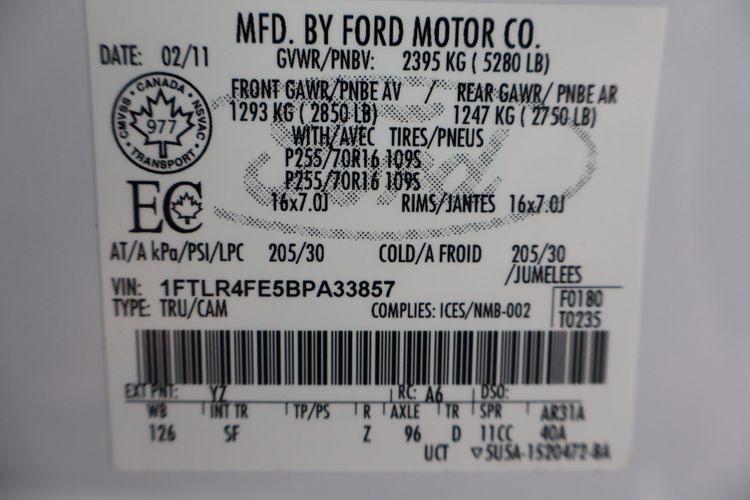 MFD. BY FORD MOTOR CO.
DATE: 02/11 GVWR/PNBV: 2395 KG ( 5280 LB)
FRONT GAWR/PNBE AV / REAR GAWR/ PNBE AR
1293 KG ( 2850 LB) 1247 KG ( 2750 LB)
CMVSS • CANADA • NSVAC • TRANSPORT •
977
WITH/AVEC TIRES/PNEUS
P255/70R16 109S
P255/70R16 109S
EC
16x7.0J RIMS/JANTES 16x7.0J
AT/A kPa/PSI/LPC 205/30 COLD/A FROID 205/30
/JUMELEES
VIN: 1FTLR4FE5BPA33857
TYPE: TRU/CAM COMPLIES: ICES/NMB-002
F0180
T0235
EXT PNT: YZ RC: A6 DSO:
WB INT TR TP/PS R AXLE TR SPR AR31A
126 SF Z 96 D 11CC 40A
UCT ▽5U5A-1520472-BA